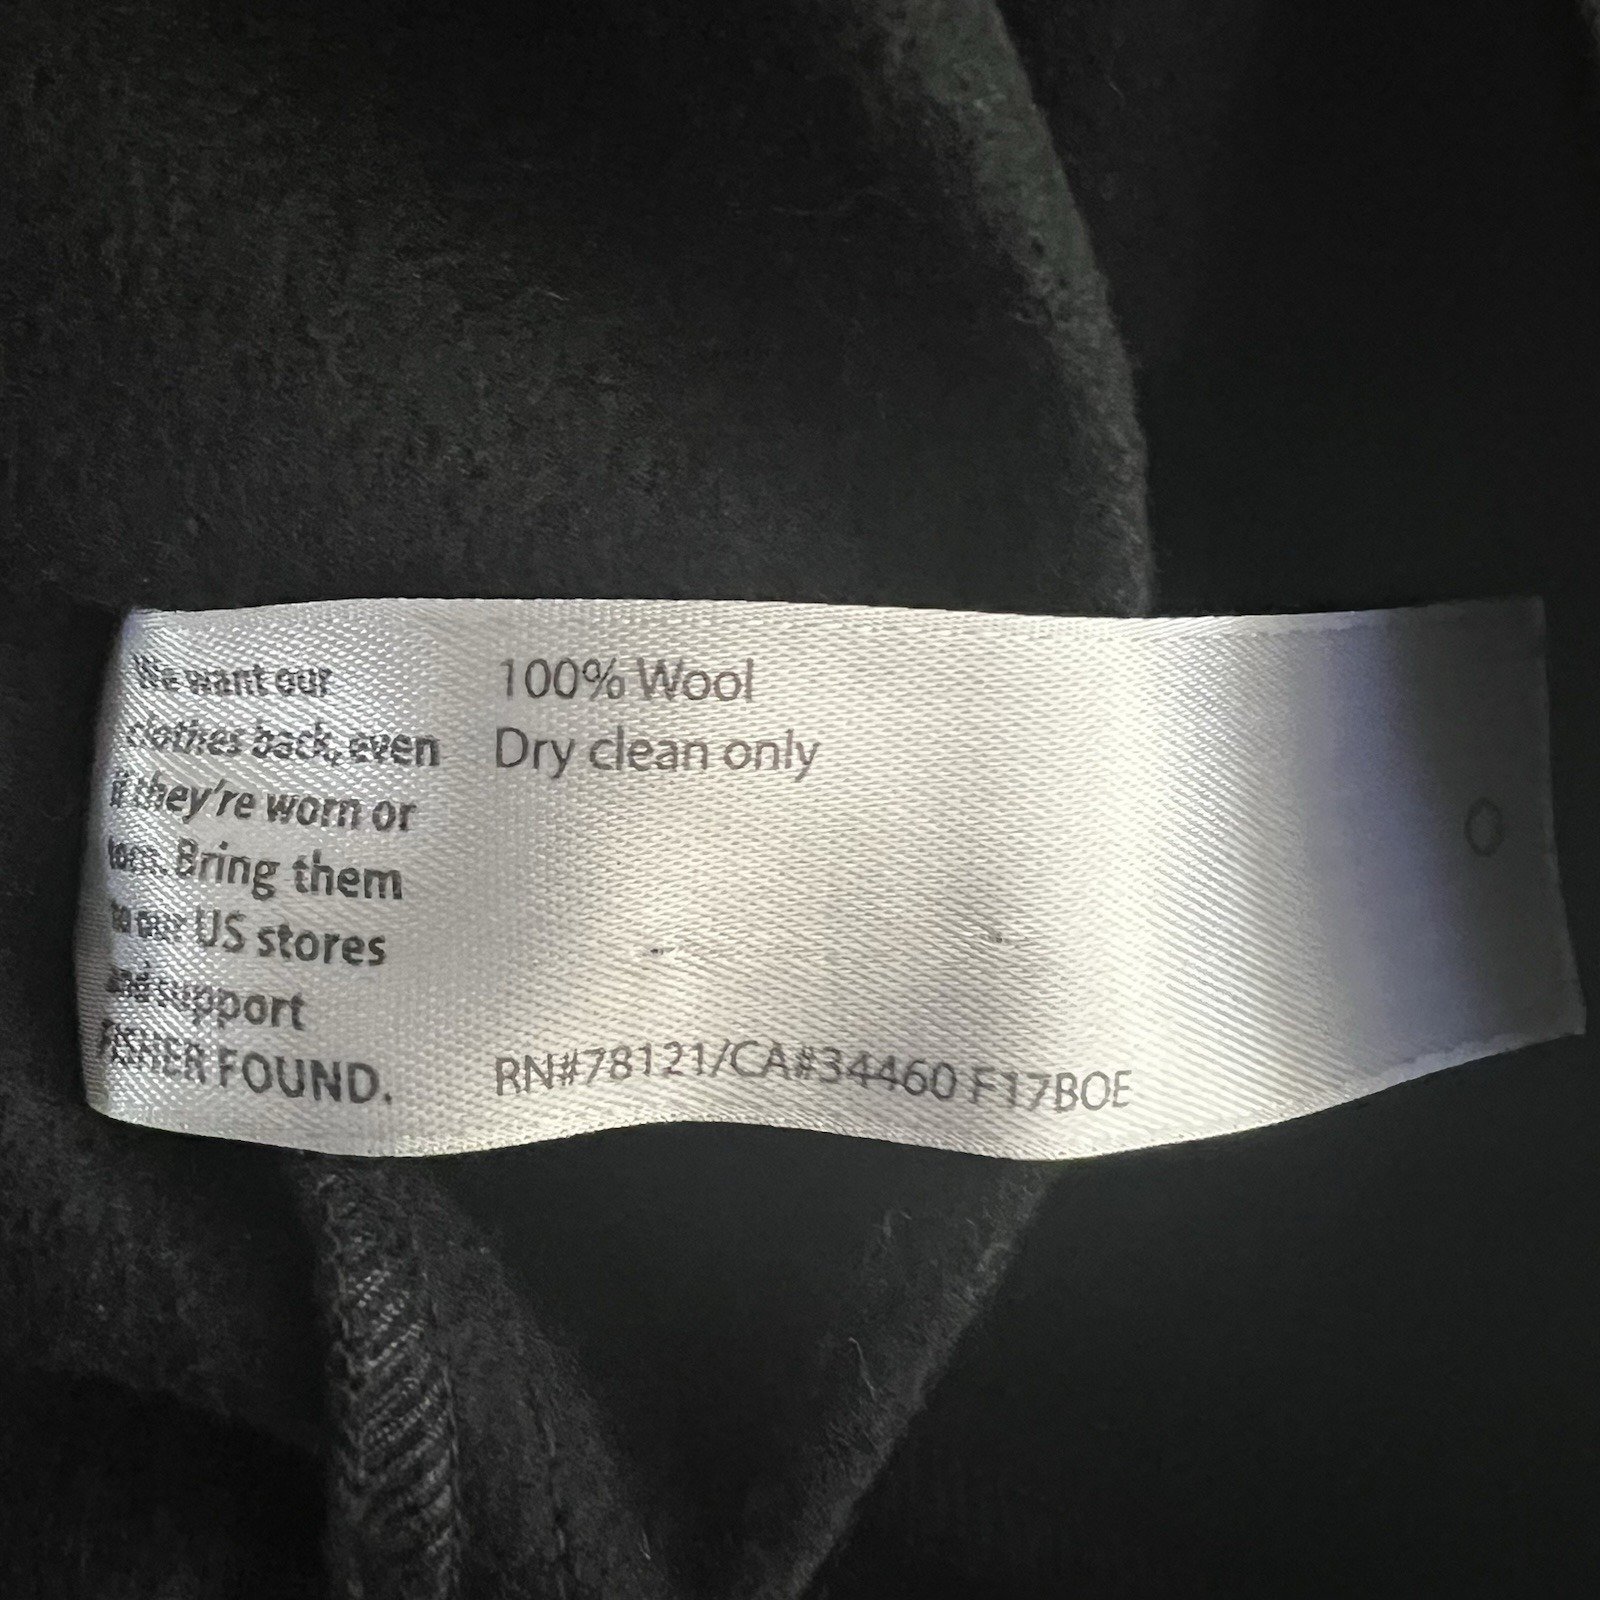 We want our
clothes back, even
if they're worn or
torn. Bring them
to our US stores
and support
FISHER FOUND.
100% Wool
Dry clean only
RN#78121/CA#34460 F17BOE